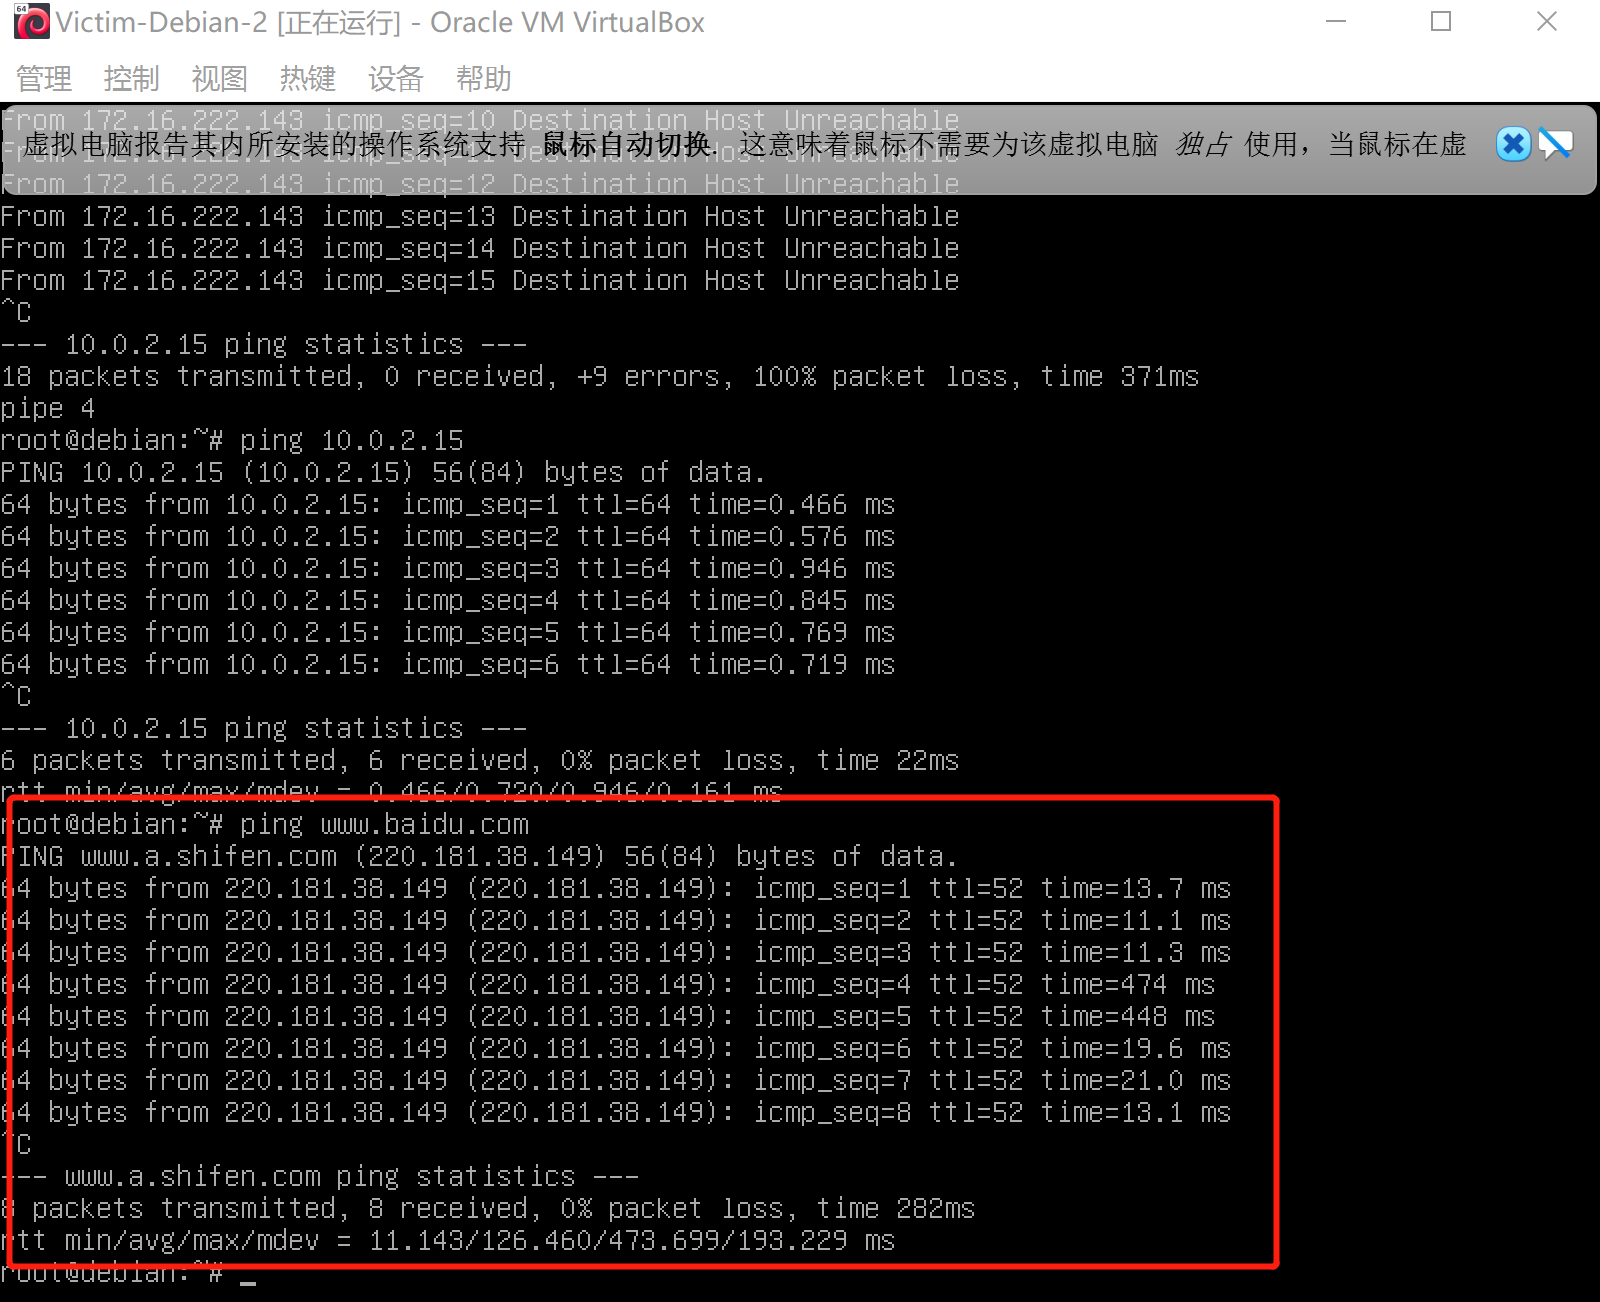 64
Victim-Debian-2 [正在运行] - Oracle VM VirtualBox
管理 控制 视图 热键 设备 帮助
From 172.16.222.143 icmp_seq=10 Destination Host Unreachable
虚拟电脑报告其内所安装的操作系统支持 鼠标自动切换. 这意味着鼠标不需要为该虚拟电脑 独占 使用，当鼠标在虚
From 172.16.222.143 icmp_seq=12 Destination Host Unreachable
From 172.16.222.143 icmp_seq=13 Destination Host Unreachable
From 172.16.222.143 icmp_seq=14 Destination Host Unreachable
From 172.16.222.143 icmp_seq=15 Destination Host Unreachable
^C
--- 10.0.2.15 ping statistics ---
18 packets transmitted, 0 received, +9 errors, 100% packet loss, time 371ms
pipe 4
root@debian:~# ping 10.0.2.15
PING 10.0.2.15 (10.0.2.15) 56(84) bytes of data.
64 bytes from 10.0.2.15: icmp_seq=1 ttl=64 time=0.466 ms
64 bytes from 10.0.2.15: icmp_seq=2 ttl=64 time=0.576 ms
64 bytes from 10.0.2.15: icmp_seq=3 ttl=64 time=0.946 ms
64 bytes from 10.0.2.15: icmp_seq=4 ttl=64 time=0.845 ms
64 bytes from 10.0.2.15: icmp_seq=5 ttl=64 time=0.769 ms
64 bytes from 10.0.2.15: icmp_seq=6 ttl=64 time=0.719 ms
^C
--- 10.0.2.15 ping statistics ---
6 packets transmitted, 6 received, 0% packet loss, time 22ms
rtt min/avg/max/mdev = 0.466/0.720/0.946/0.161 ms
root@debian:~# ping www.baidu.com
PING www.a.shifen.com (220.181.38.149) 56(84) bytes of data.
64 bytes from 220.181.38.149 (220.181.38.149): icmp_seq=1 ttl=52 time=13.7 ms
64 bytes from 220.181.38.149 (220.181.38.149): icmp_seq=2 ttl=52 time=11.1 ms
64 bytes from 220.181.38.149 (220.181.38.149): icmp_seq=3 ttl=52 time=11.3 ms
64 bytes from 220.181.38.149 (220.181.38.149): icmp_seq=4 ttl=52 time=474 ms
64 bytes from 220.181.38.149 (220.181.38.149): icmp_seq=5 ttl=52 time=448 ms
64 bytes from 220.181.38.149 (220.181.38.149): icmp_seq=6 ttl=52 time=19.6 ms
64 bytes from 220.181.38.149 (220.181.38.149): icmp_seq=7 ttl=52 time=21.0 ms
64 bytes from 220.181.38.149 (220.181.38.149): icmp_seq=8 ttl=52 time=13.1 ms
^C
--- www.a.shifen.com ping statistics ---
8 packets transmitted, 8 received, 0% packet loss, time 282ms
rtt min/avg/max/mdev = 11.143/126.460/473.699/193.229 ms
root@debian:~# _